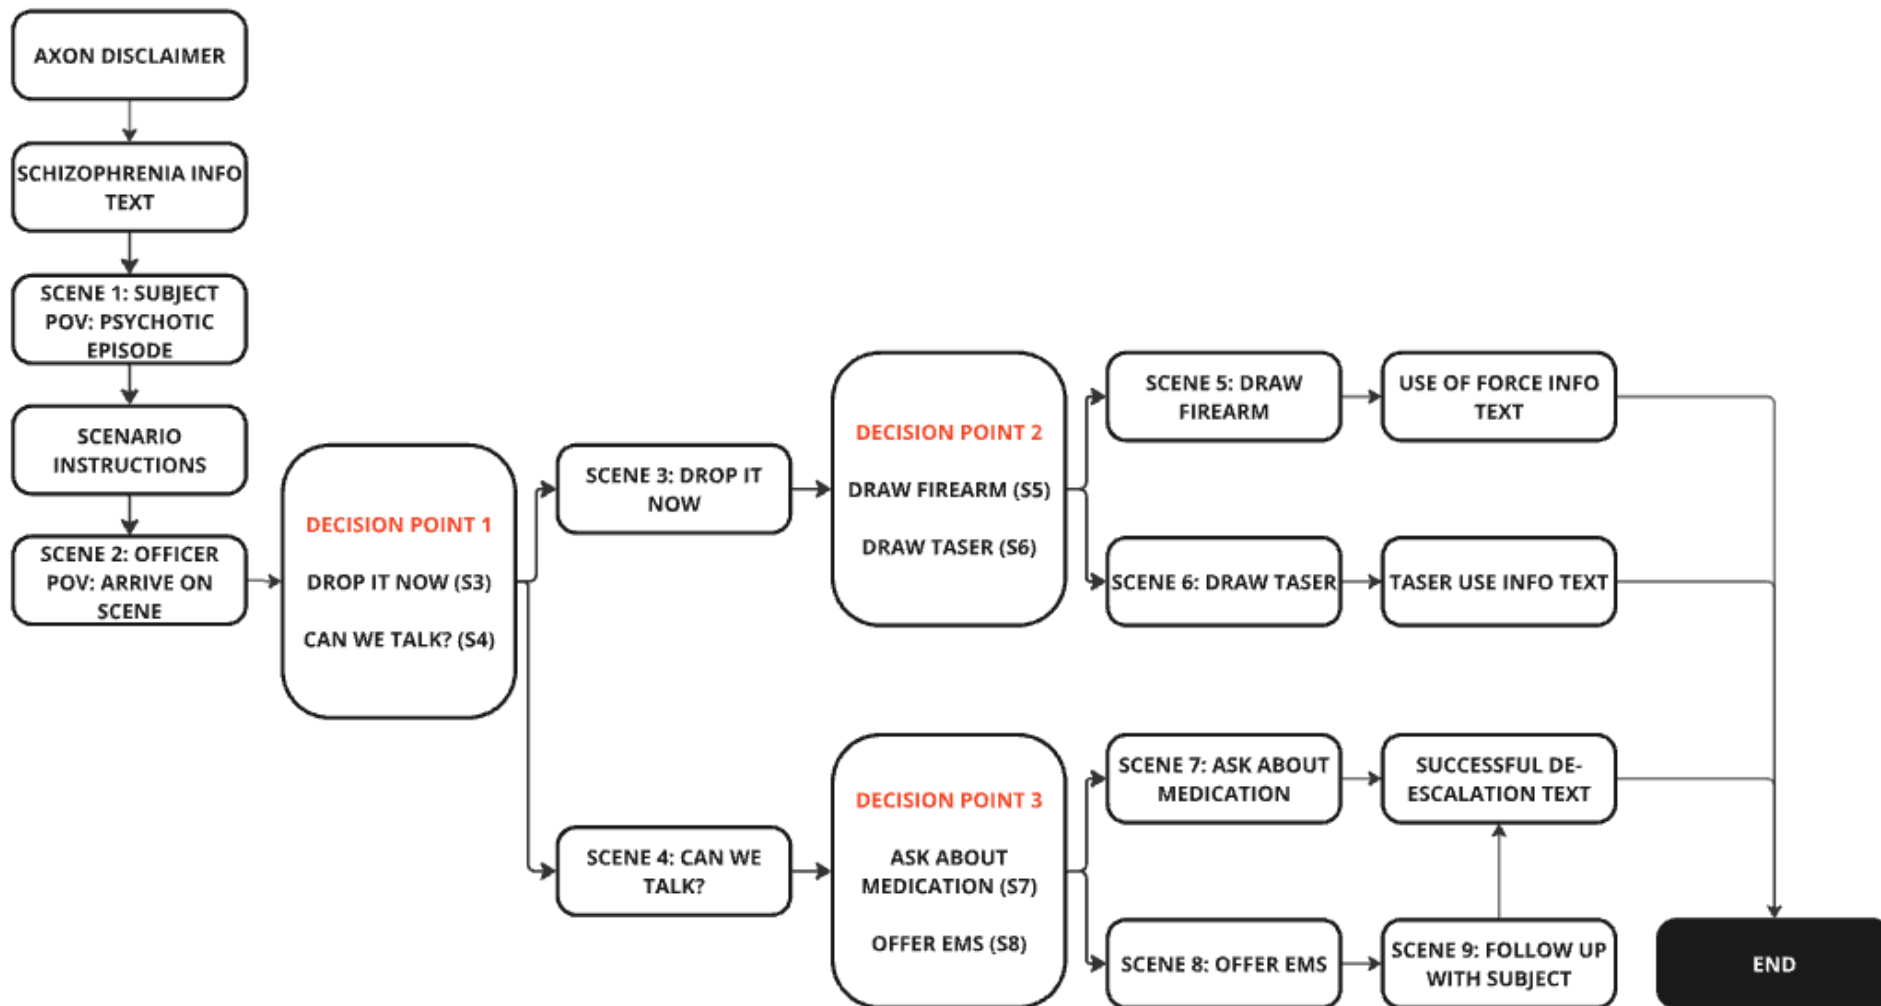 AXON DISCLAIMER
SCHIZOPHRENIA INFO
TEXT
SCENE 1: SUBJECT
POV: PSYCHOTIC
EPISODE
SCENARIO
INSTRUCTIONS
SCENE 2: OFFICER
POV: ARRIVE ON
SCENE
DECISION POINT 1
DROP IT NOW (S3)
CAN WE TALK? (S4)
SCENE 3: DROP IT
NOW
DECISION POINT 2
DRAW FIREARM (S5)
DRAW TASER (S6)
SCENE 5: DRAW
FIREARM
USE OF FORCE INFO
TEXT
SCENE 6: DRAW TASER
TASER USE INFO TEXT
SCENE 4: CAN WE
TALK?
DECISION POINT 3
ASK ABOUT
MEDICATION (S7)
OFFER EMS (S8)
SCENE 7: ASK ABOUT
MEDICATION
SUCCESSFUL DE-
ESCALATION TEXT
SCENE 8: OFFER EMS
SCENE 9: FOLLOW UP
WITH SUBJECT
END